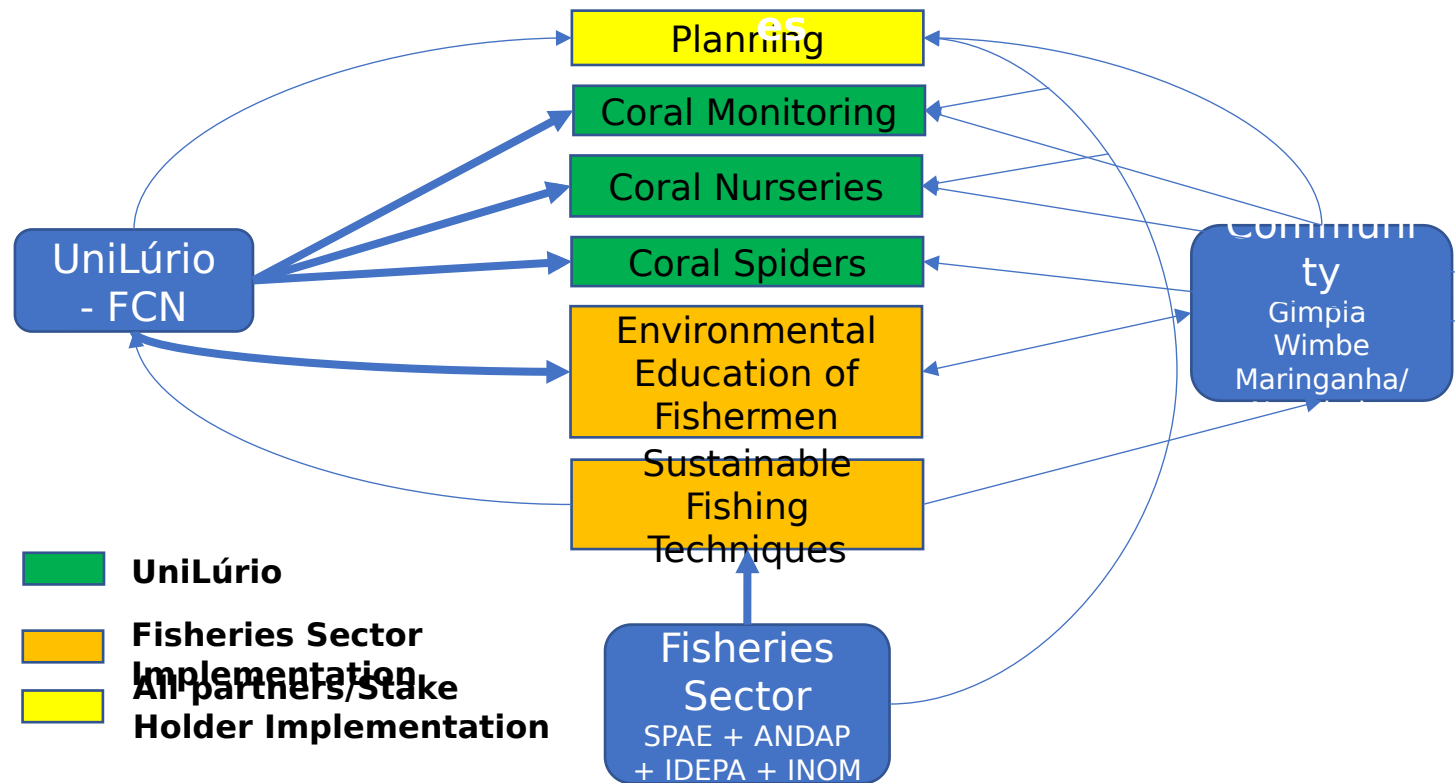 es
Planning
Coral Monitoring
Coral Nurseries
Coral Spiders
Environmental
Education of
Fishermen
Sustainable
Fishing
Techniques
UniLúrio
- FCN
Communi
ty
Gimpia
Wimbe
Maringanha/
Fisheries
Sector
SPAE + ANDAP
+ IDEPA + INOM
UniLúrio
Fisheries Sector
Implementation
All partners/Stake
Holder Implementation